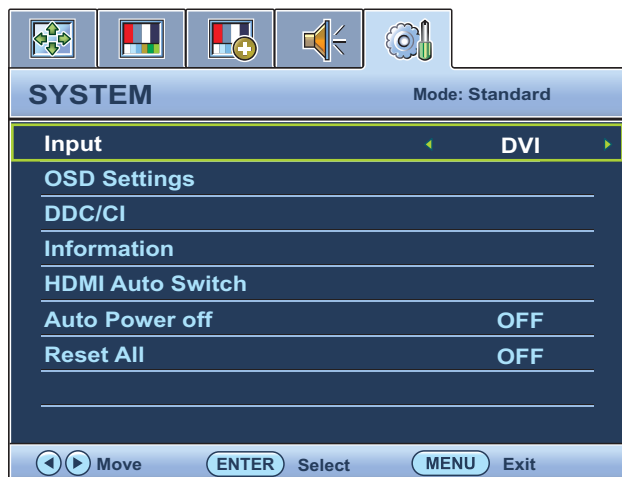 SYSTEM Mode: Standard
Input DVI
OSD Settings
DDC/CI
Information
HDMI Auto Switch
Auto Power off OFF
Reset All OFF
Move ENTER Select MENU Exit